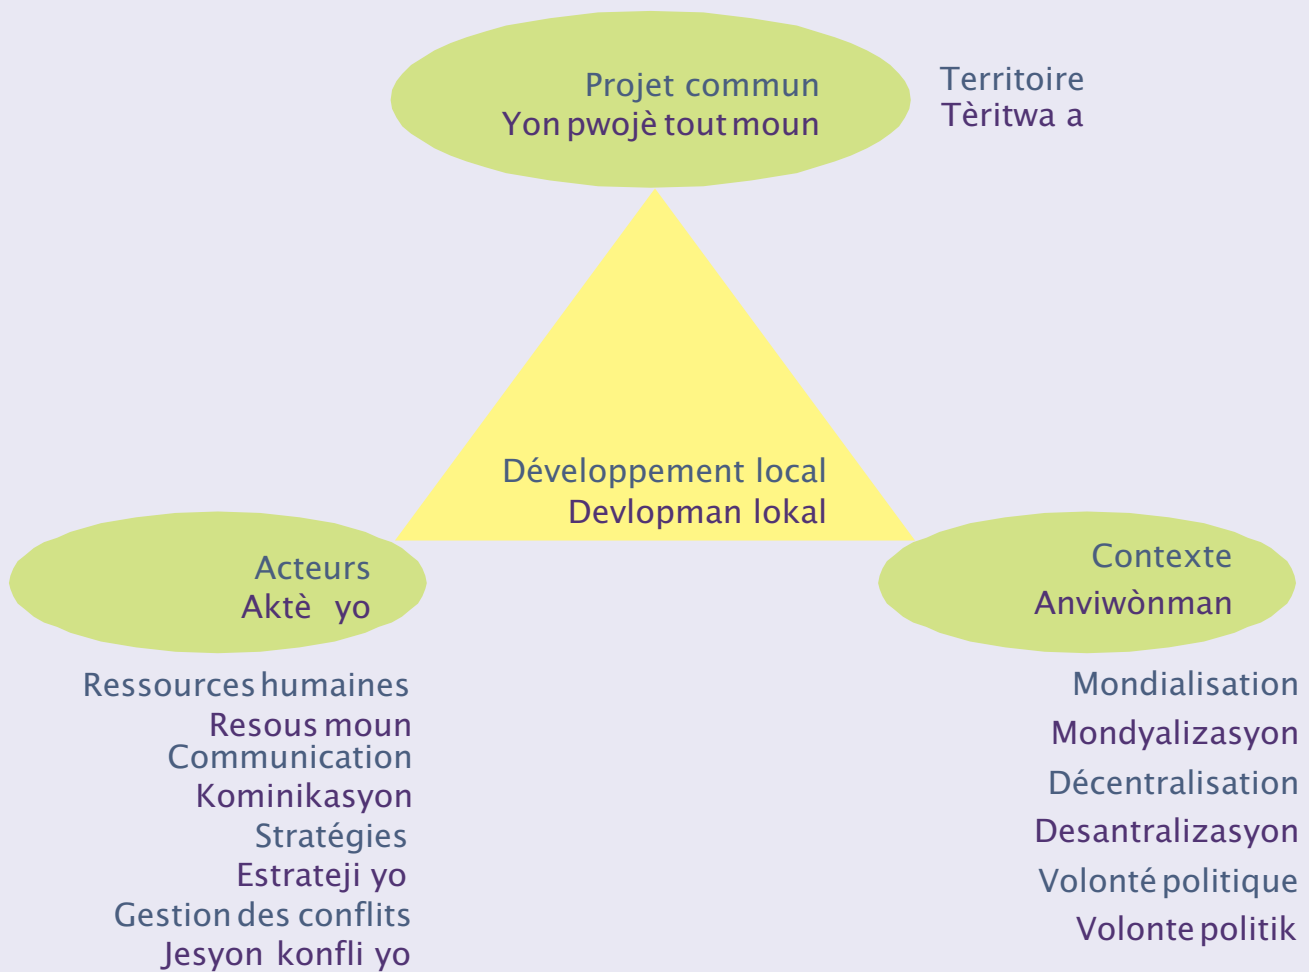 Projet commun
Yon pwojè tout moun
Territoire
Tèritwa a
Développement local
Devlopman lokal
Acteurs
Aktè yo
Ressources humaines
Resous moun
Communication
Kominikasyon
Stratégies
Estrateji yo
Gestion des conflits
Jesyon konfli yo
Contexte
Anviwònman
Mondialisation
Mondyalizasyon
Décentralisation
Desantralizasyon
Volonté politique
Volonte politik